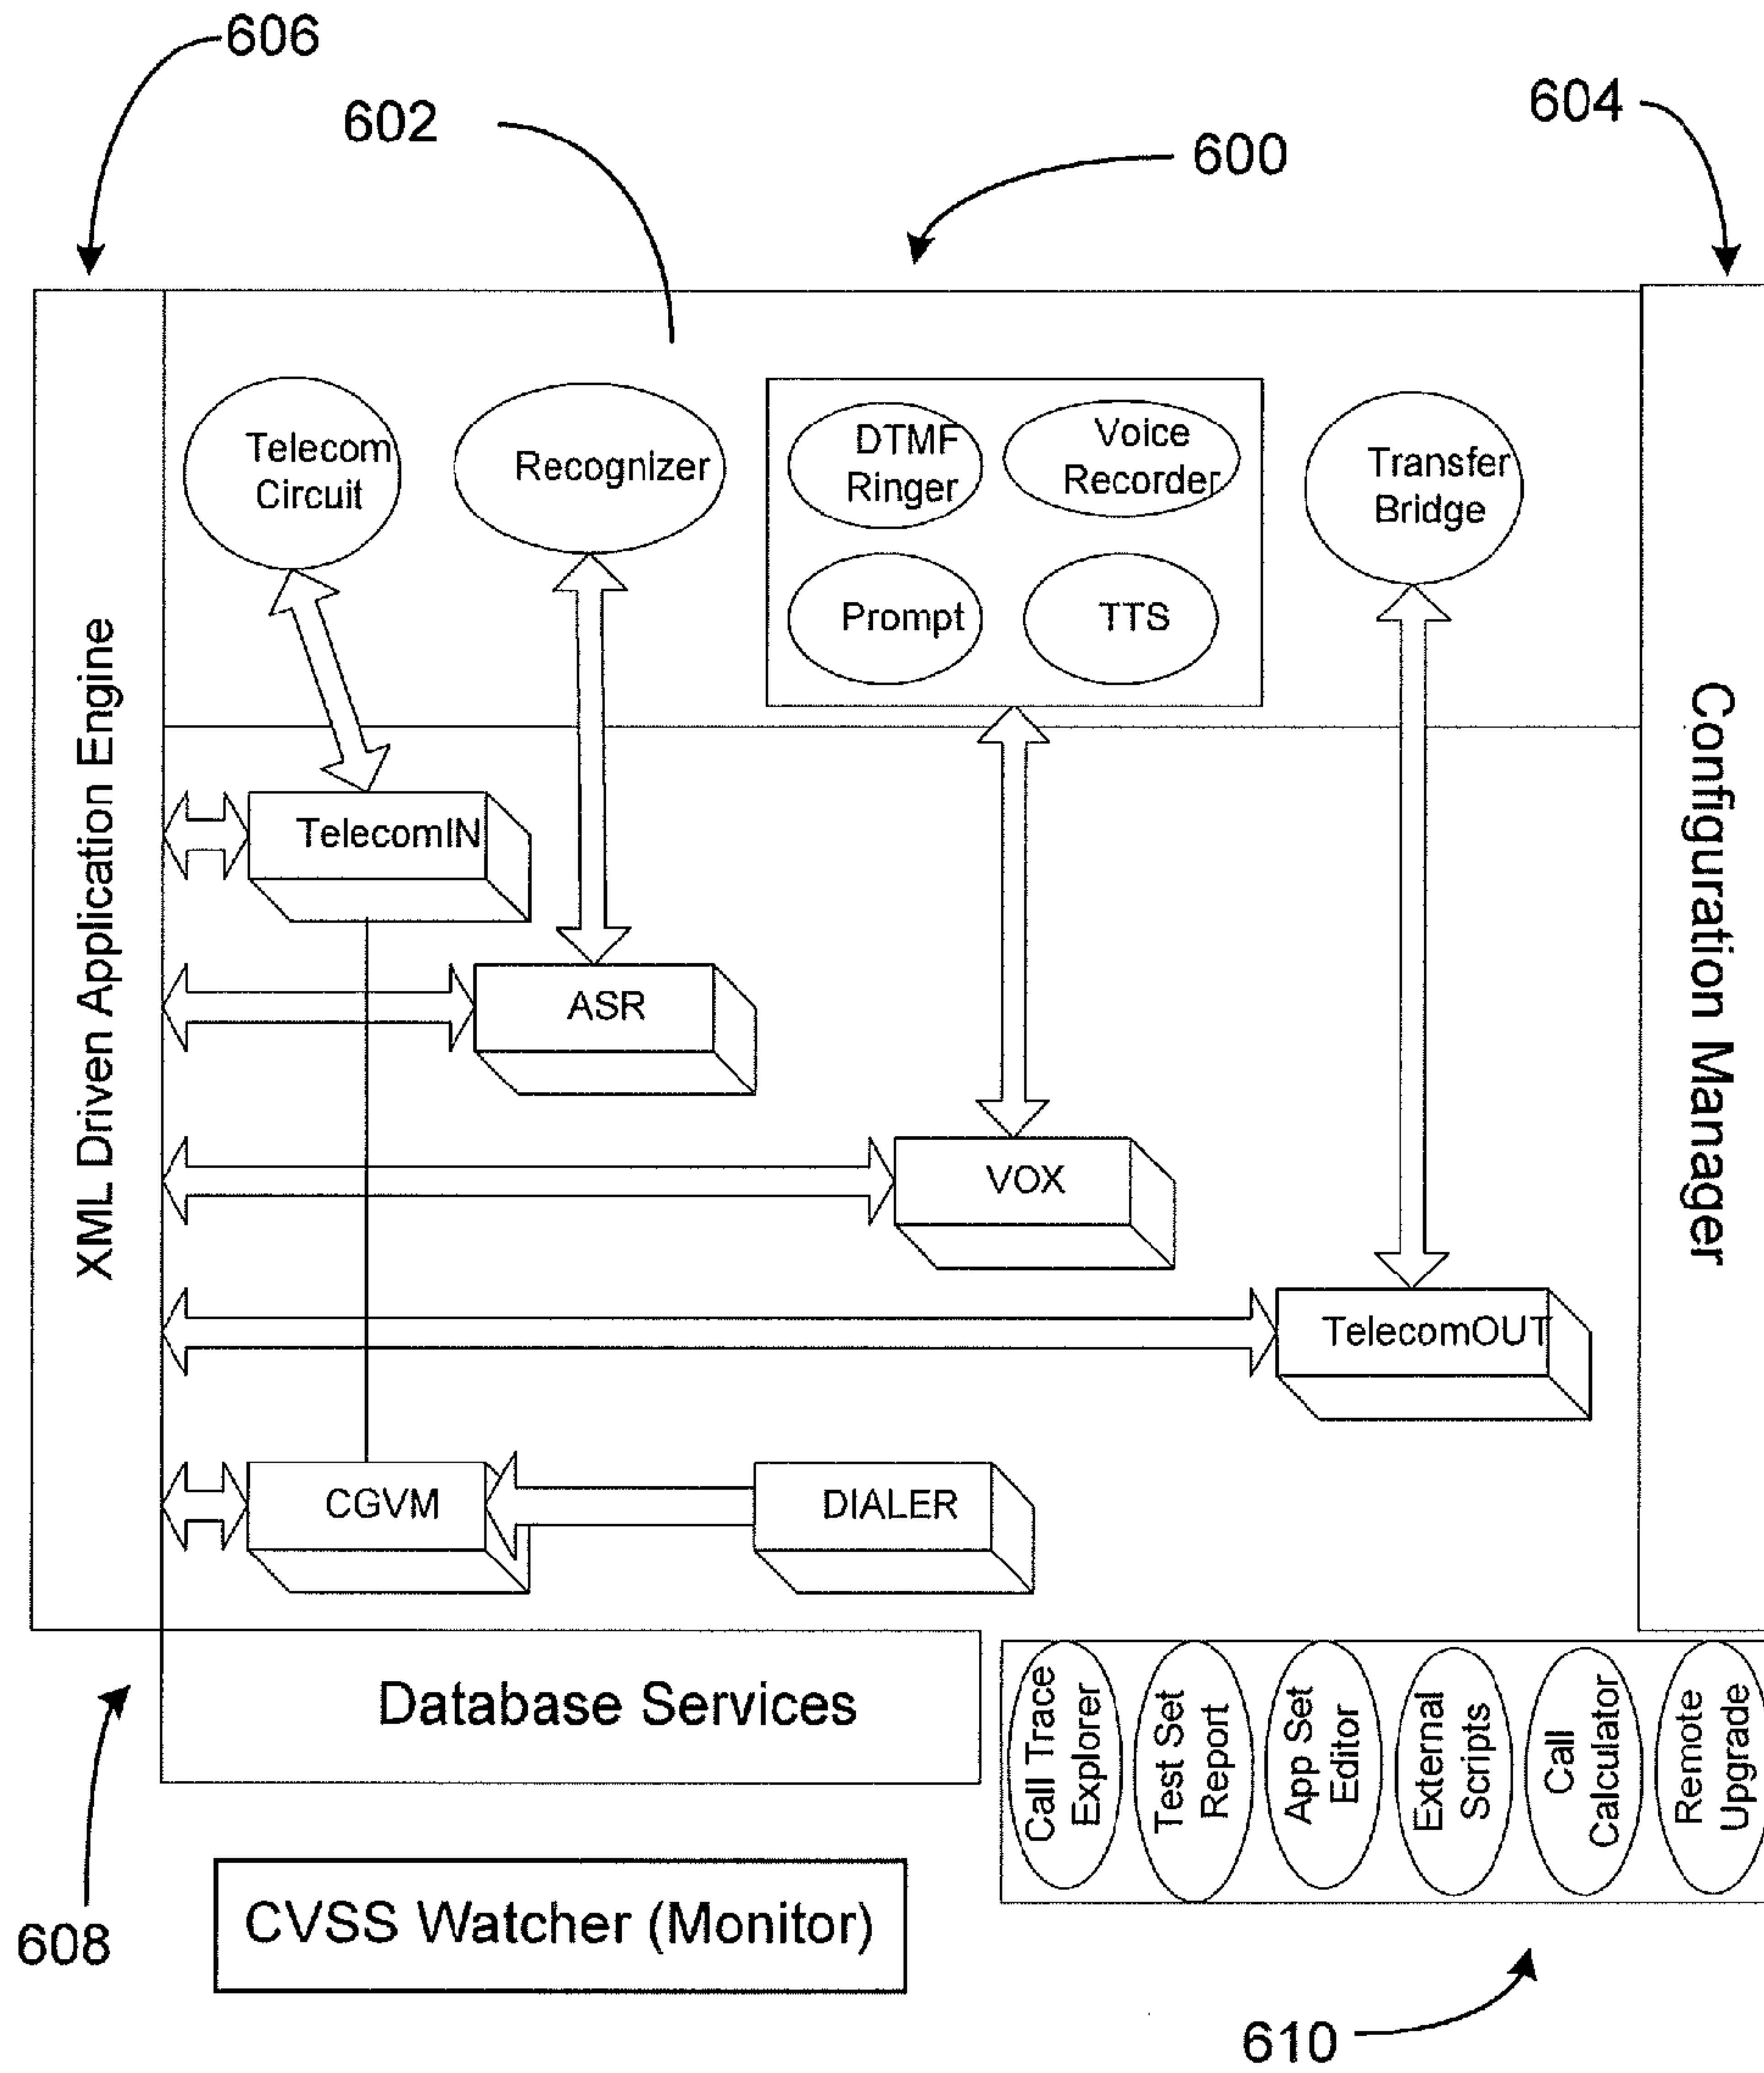 606
602
600
604
Telecom
Circuit
Recognizer
DTMF
Ringer
Voice
Recorder
Prompt
TTS
Transfer
Bridge
XML Driven Application Engine
Configuration Manager
TelecomIN
ASR
VOX
TelecomOUT
CGVM
DIALER
Database Services
Call Trace
Explorer
Test Set
Report
App Set
Editor
External
Scripts
Call
Calculator
Remote
Upgrade
CVSS Watcher (Monitor)
608
610